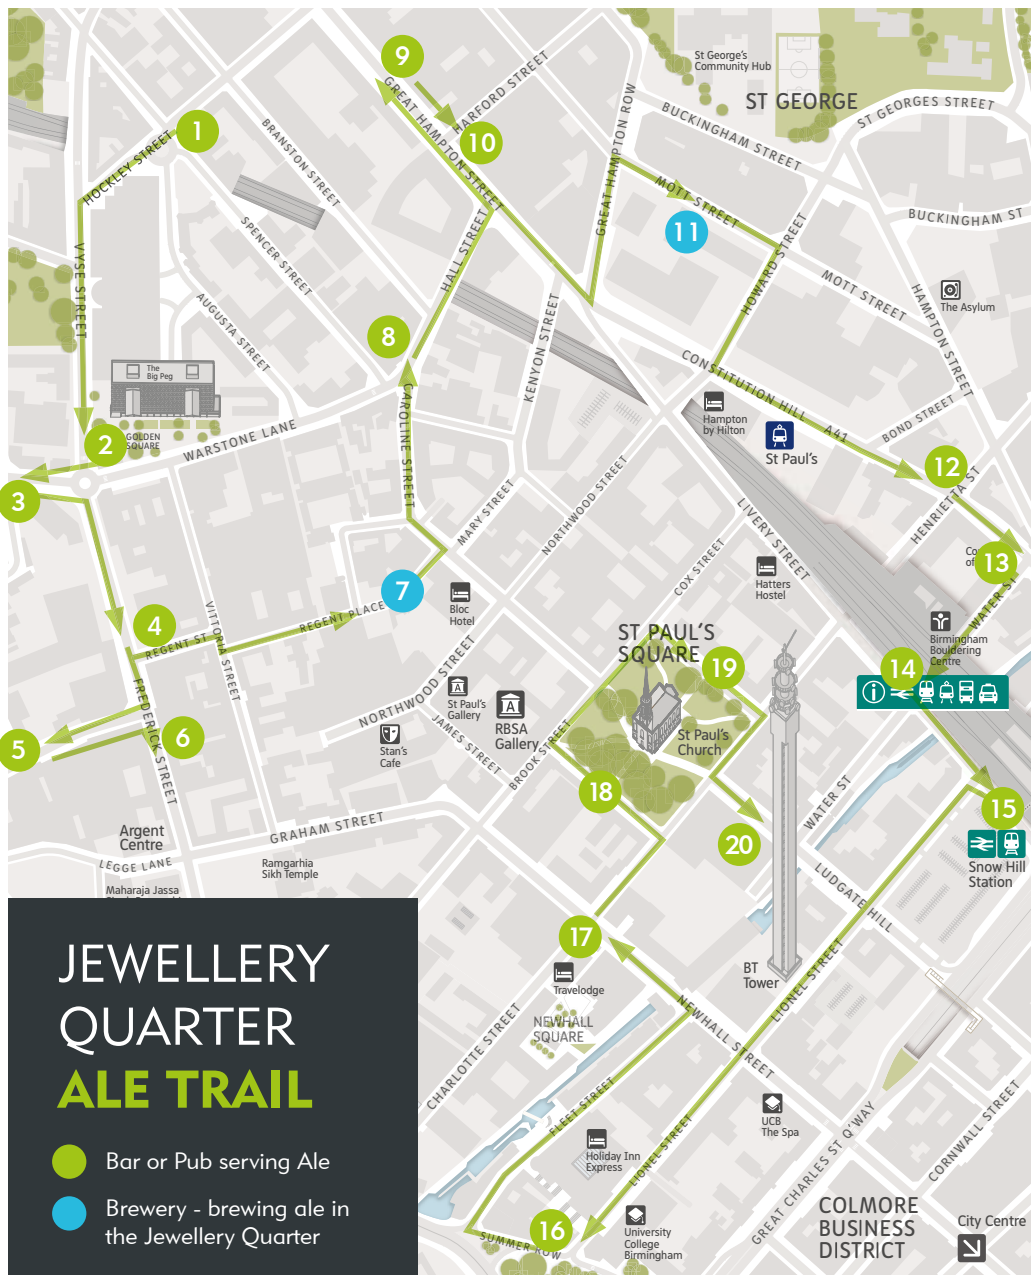 9
St George's
Community Hub
ST GEORGE
HARFORD STREET
GREAT HAMPTON STREET
10
GREAT HAMPTON ROW
BUCKINGHAM STREET
ST GEORGES STREET
1
HOCKLEY STREET
BRANSTON STREET
MOTT STREET
11
BUCKINGHAM ST
SPENCER STREET
VYSE STREET
HALL STREET
HOWARD STREET
MOTT STREET
HAMPTON STREET
The Asylum
AUGUSTA STREET
8
KENYON STREET
CONSTITUTION HILL
A41
The
Big Peg
CAROLINE STREET
Hampton
by Hilton
BOND STREET
St Paul's
2
GOLDEN
SQUARE
WARSTONE LANE
12
3
MARY STREET
NORTHWOOD STREET
LIVERY STREET
HENRIETTA ST
13
Co
of
COX STREET
Hatters
Hostel
WATER ST
7
Bloc
Hotel
4
VITTORIA STREET
REGENT PLACE
REGENT ST
ST PAUL'S
SQUARE
Birmingham
Bouldering
Centre
19
14
i
FREDERICK STREET
NORTHWOOD STREET
A
St Paul's
Gallery
A
RBSA
Gallery
JAMES STREET
BROOK STREET
St Paul's
Church
5
6
Stan's
Cafe
18
WATER ST
15
Argent
Centre
GRAHAM STREET
20
LEGGE LANE
Ramgarhia
Sikh Temple
Snow Hill
Station
Maharaja Jassa
LUDGATE HILL
17
JEWELLERY
QUARTER
ALE TRAIL
Travelodge
BT
Tower
LIONEL STREET
NEWHALL
SQUARE
NEWHALL STREET
CHARLOTTE STREET
FLEET STREET
UCB
The Spa
LIONEL STREET
GREAT CHARLES ST Q'WAY
CORNWALL STREET
Bar or Pub serving Ale
Holiday Inn
Express
Brewery - brewing ale in
the Jewellery Quarter
16
SUMMER ROW
University
College
Birmingham
COLMORE
BUSINESS
DISTRICT
City Centre